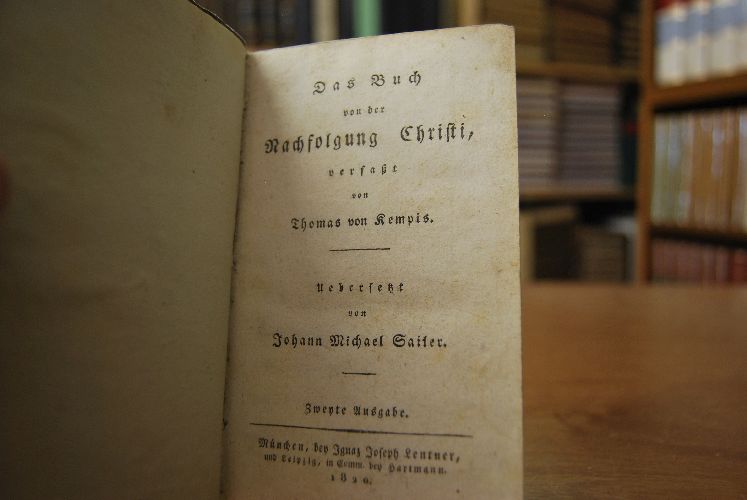 Das Buch
von der
Nachfolgung Christi,
verfaßt
von
Thomas von Kempis.
Uebersetzt
von
Johann Michael Sailer.
Zweyte Ausgabe.
München, bey Ignaz Joseph Lentner,
und Leipzig, in Comm. bey Hartmann.
1820.